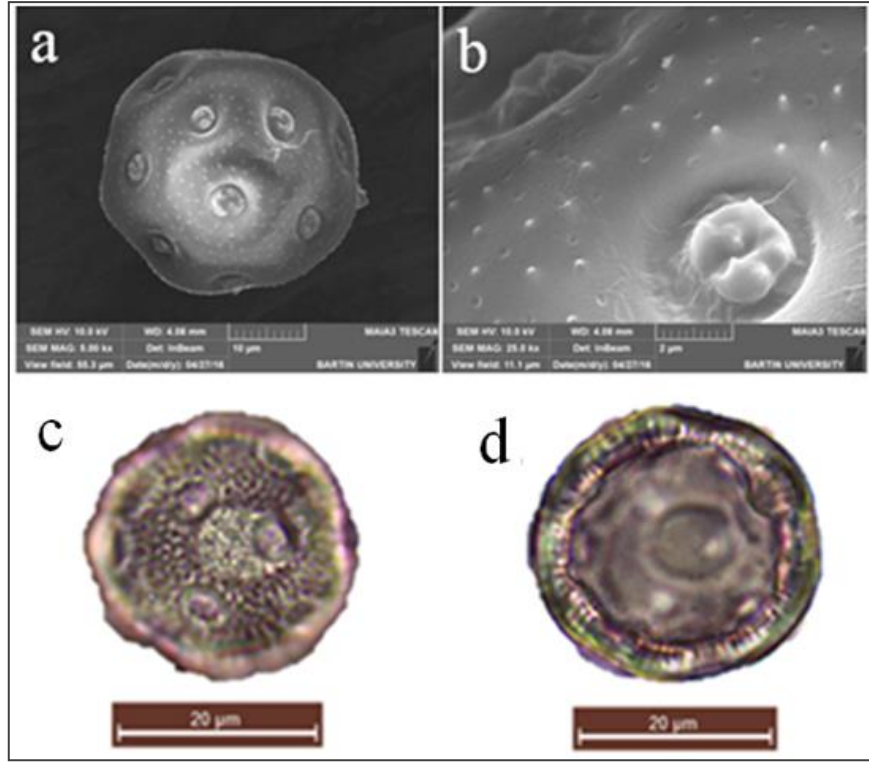 a
SEM HV: 10.0 kV WD: 4.08 mm MAIA3 TESCAN
SEM MAG: 5.00 kx Det: InBeam 10 µm
View field: 55.3 µm Date(m/d/y): 04/27/16 BARTIN UNIVERSITY
b
SEM HV: 10.0 kV WD: 4.08 mm MAIA3 TESCAN
SEM MAG: 25.0 kx Det: InBeam 2 µm
View field: 11.1 µm Date(m/d/y): 04/27/16 BARTIN UNIVERSITY
c
20 µm
d
20 µm